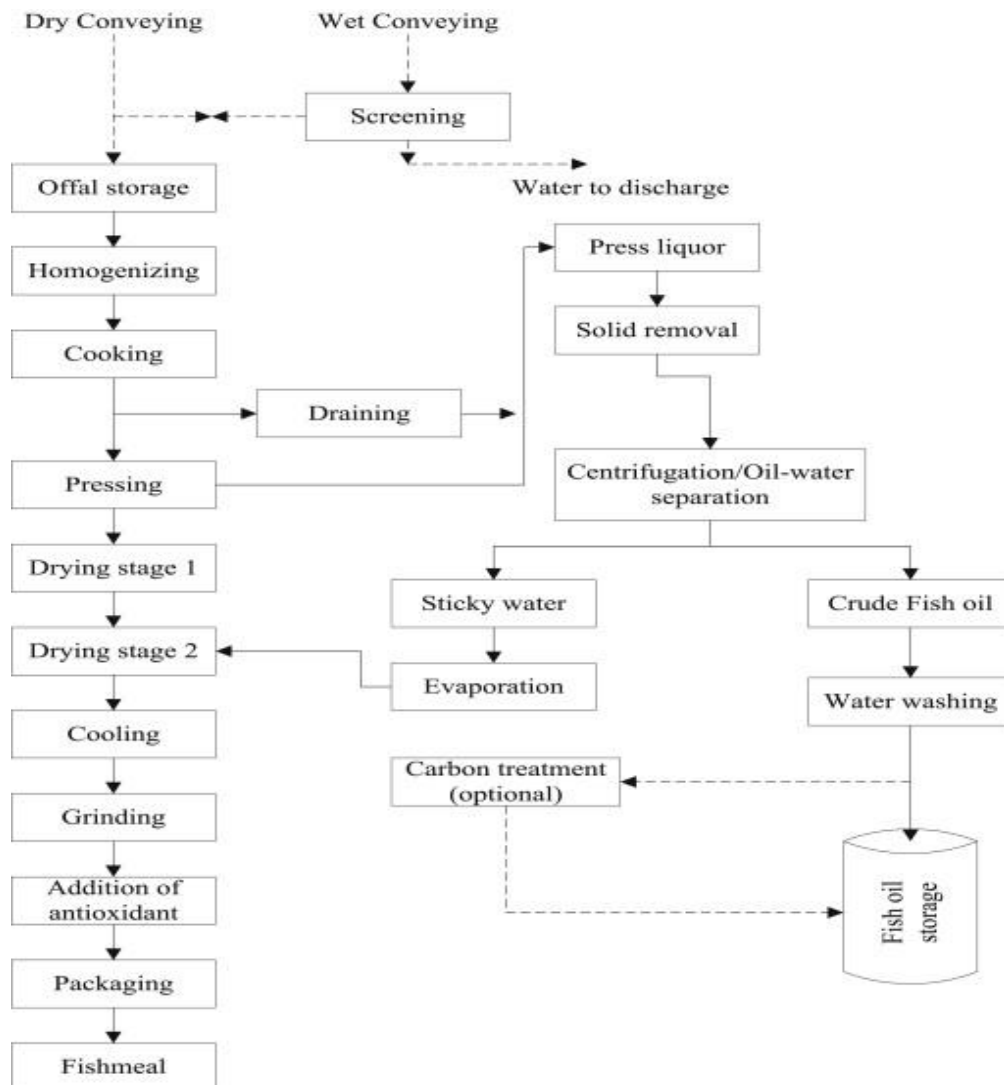 Dry Conveying
Wet Conveying
Screening
Water to discharge
Offal storage
Homogenizing
Cooking
Draining
Pressing
Drying stage 1
Drying stage 2
Cooling
Grinding
Addition of
antioxidant
Packaging
Fishmeal
Press liquor
Solid removal
Centrifugation/Oil-water
separation
Sticky water
Evaporation
Crude Fish oil
Water washing
Carbon treatment
(optional)
Fish oil
storage